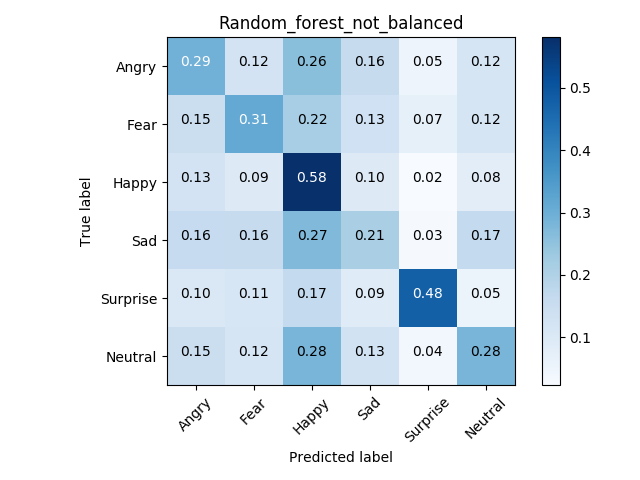 Random_forest_not_balanced
Angry 0.29 0.12 0.26 0.16 0.05 0.12
Fear 0.15 0.31 0.22 0.13 0.07 0.12
Happy 0.13 0.09 0.58 0.10 0.02 0.08
Sad 0.16 0.16 0.27 0.21 0.03 0.17
Surprise 0.10 0.11 0.17 0.09 0.48 0.05
Neutral 0.15 0.12 0.28 0.13 0.04 0.28
True label
Angry Fear Happy Sad Surprise Neutral
Predicted label
0.5
0.4
0.3
0.2
0.1